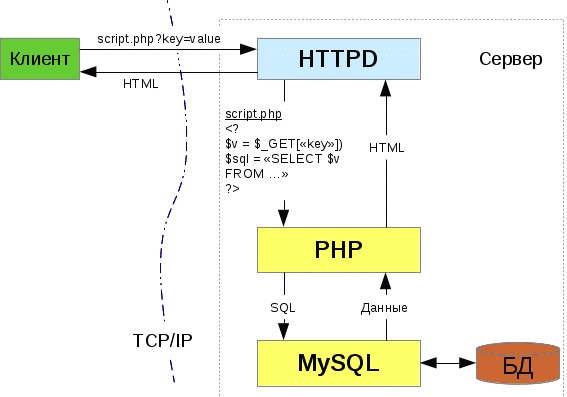 script.php?key=value
Клиент
HTTPD
Сервер
HTML
script.php
<?
$v = $_GET[«key»])
$sql = «SELECT $v
FROM ...»
?>
HTML
PHP
SQL
Данные
TCP/IP
MySQL
БД